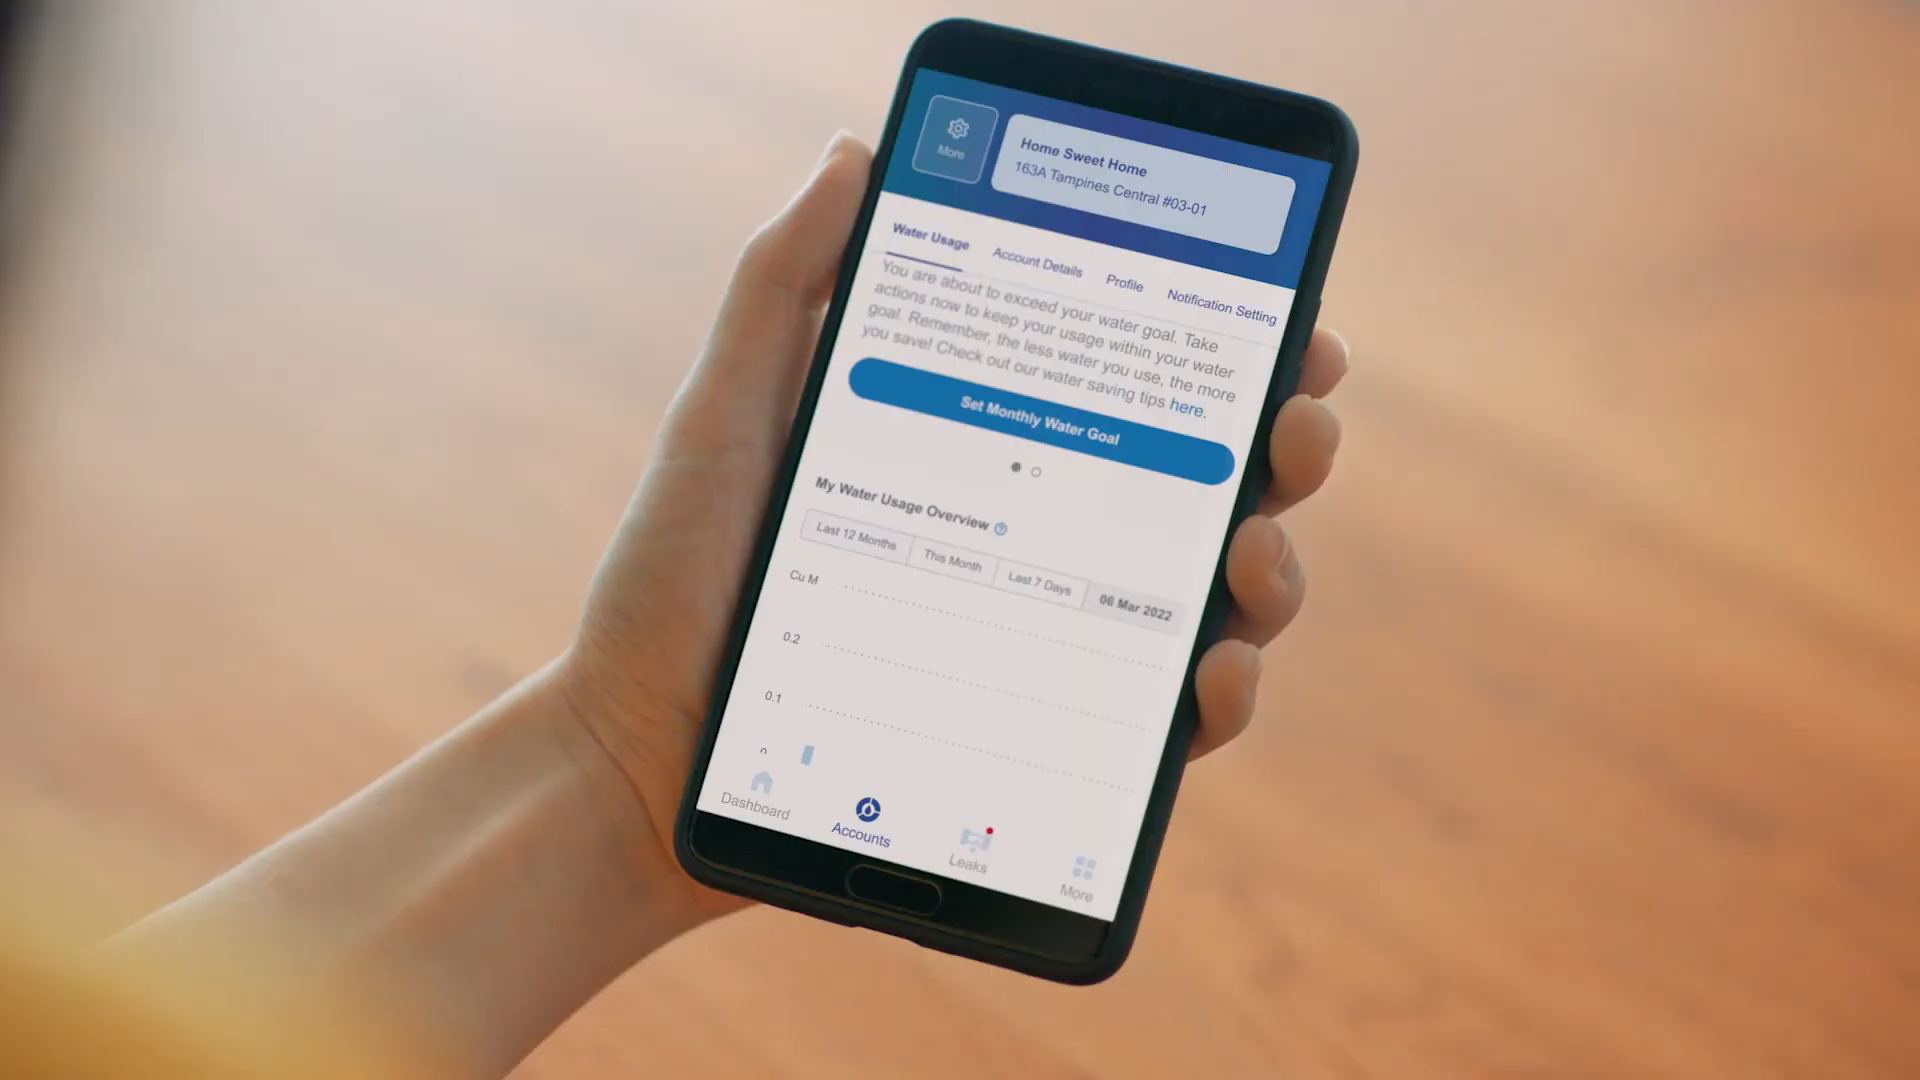 More
Home Sweet Home
163A Tampines Central #03-01
Water Usage
Account Details
Profile
Notification Setting
You are about to exceed your water goal. Take
actions now to keep your usage within your water
goal. Remember, the less water you use, the more
you save! Check out our water saving tips here.
Set Monthly Water Goal
My Water Usage Overview ?
Last 12 Months
This Month
Last 7 Days
06 Mar 2022
Cu M
0.2
0.1
0
Dashboard
Accounts
Leaks
More